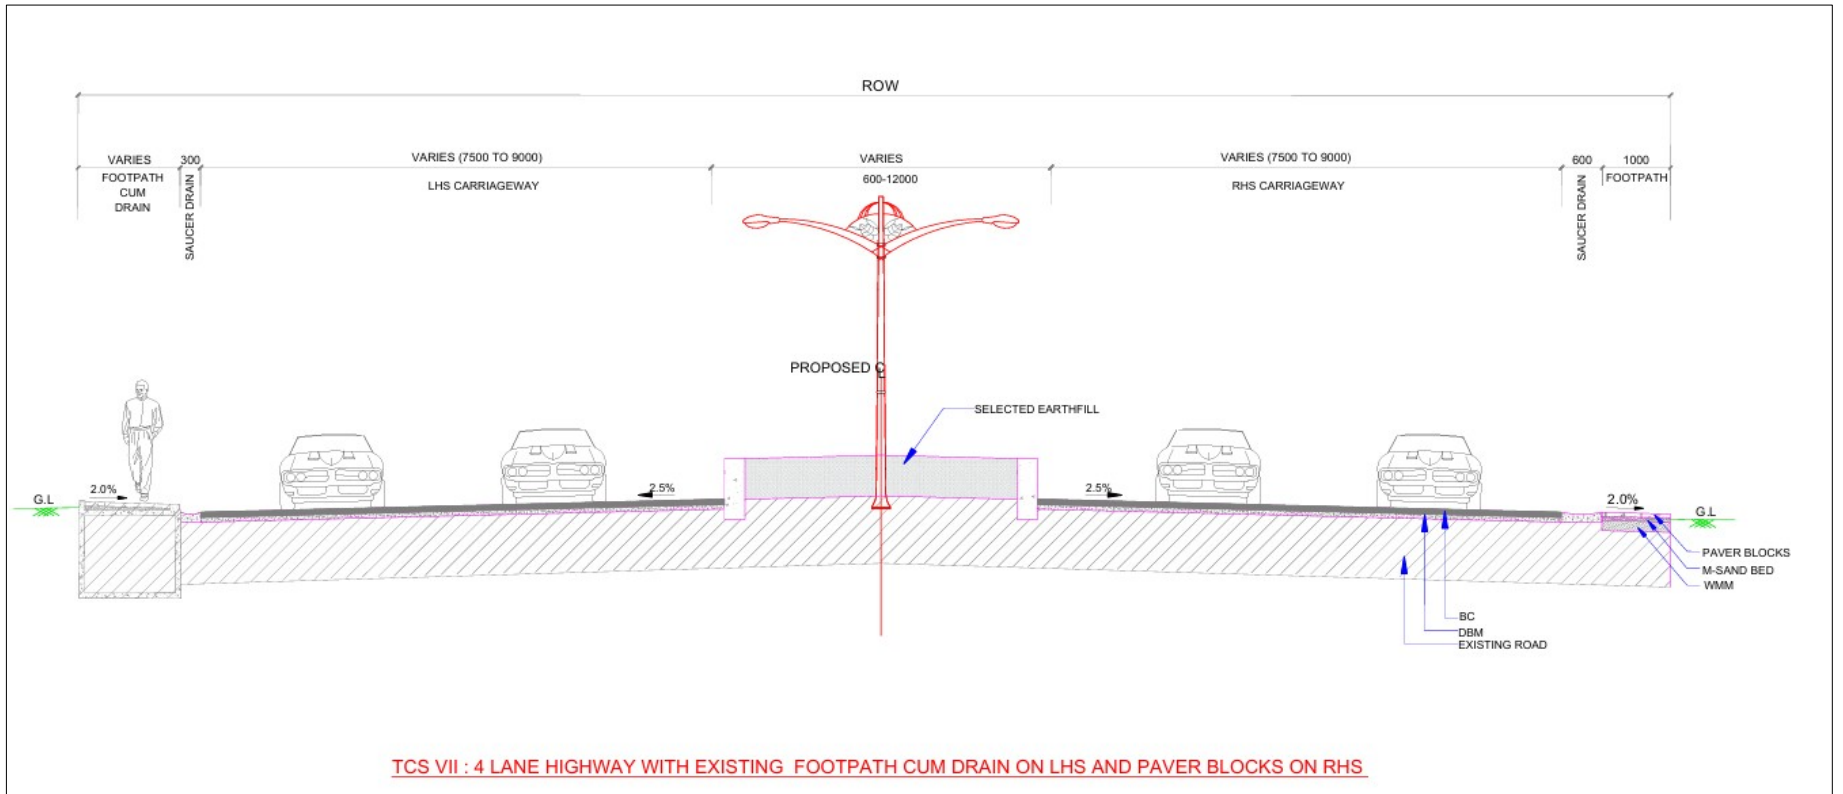 ROW
VARIES
300
VARIES (7500 TO 9000)
VARIES
VARIES (7500 TO 9000)
600
1000
FOOTPATH
CUM
DRAIN
SAUCER DRAIN
LHS CARRIAGEWAY
600-12000
RHS CARRIAGEWAY
SAUCER DRAIN
FOOTPATH
PROPOSED ℄
SELECTED EARTHFILL
G.L
2.0%
2.5%
2.5%
2.0%
G.L
PAVER BLOCKS
M-SAND BED
WMM
BC
DBM
EXISTING ROAD
TCS VII : 4 LANE HIGHWAY WITH EXISTING FOOTPATH CUM DRAIN ON LHS AND PAVER BLOCKS ON RHS